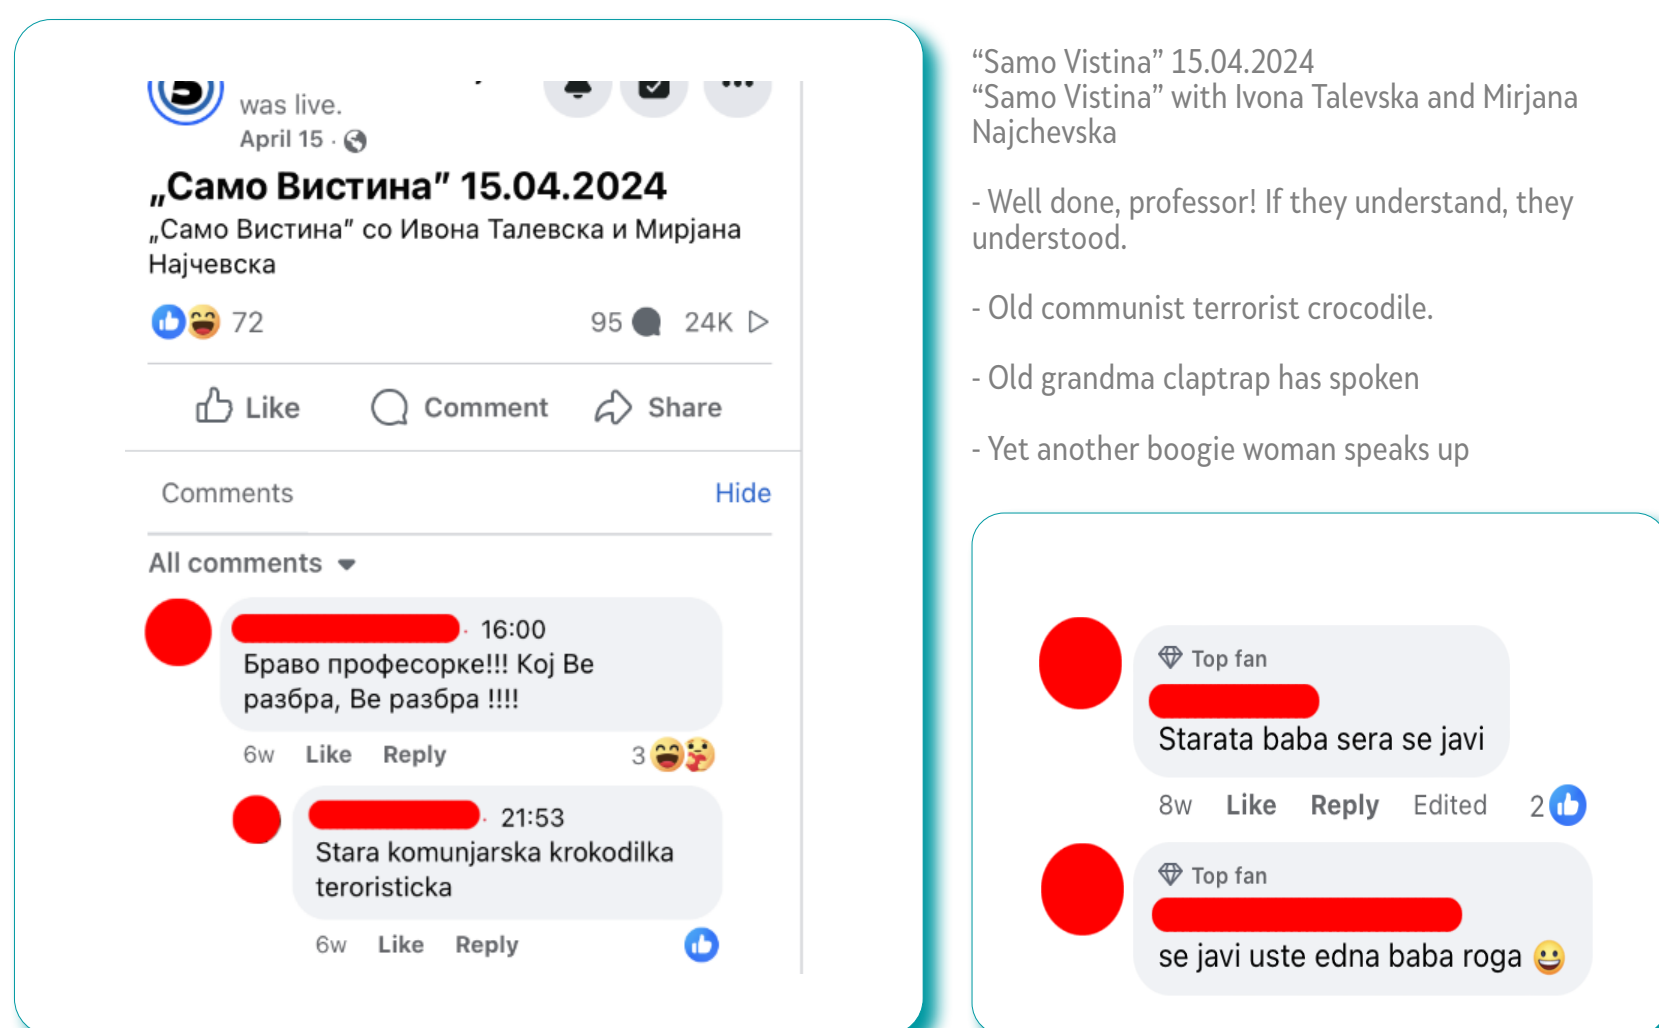 5
was live.
April 15 ·
„Само Вистина" 15.04.2024
„Само Вистина" со Ивона Талевска и Мирјана
Најчевска
72
95
24K
Like
Comment
Share
Comments
Hide
All comments
· 16:00
Браво професорке!!! Кој Ве
разбра, Ве разбра !!!!
6w Like Reply 3
· 21:53
Stara komunjarska krokodilka
teroristicka
6w Like Reply
“Samo Vistina” 15.04.2024
“Samo Vistina” with Ivona Talevska and Mirjana
Najchevska
- Well done, professor! If they understand, they
understood.
- Old communist terrorist crocodile.
- Old grandma claptrap has spoken
- Yet another boogie woman speaks up
Top fan
Starata baba sera se javi
8w Like Reply Edited 2
Top fan
se javi uste edna baba roga 😀